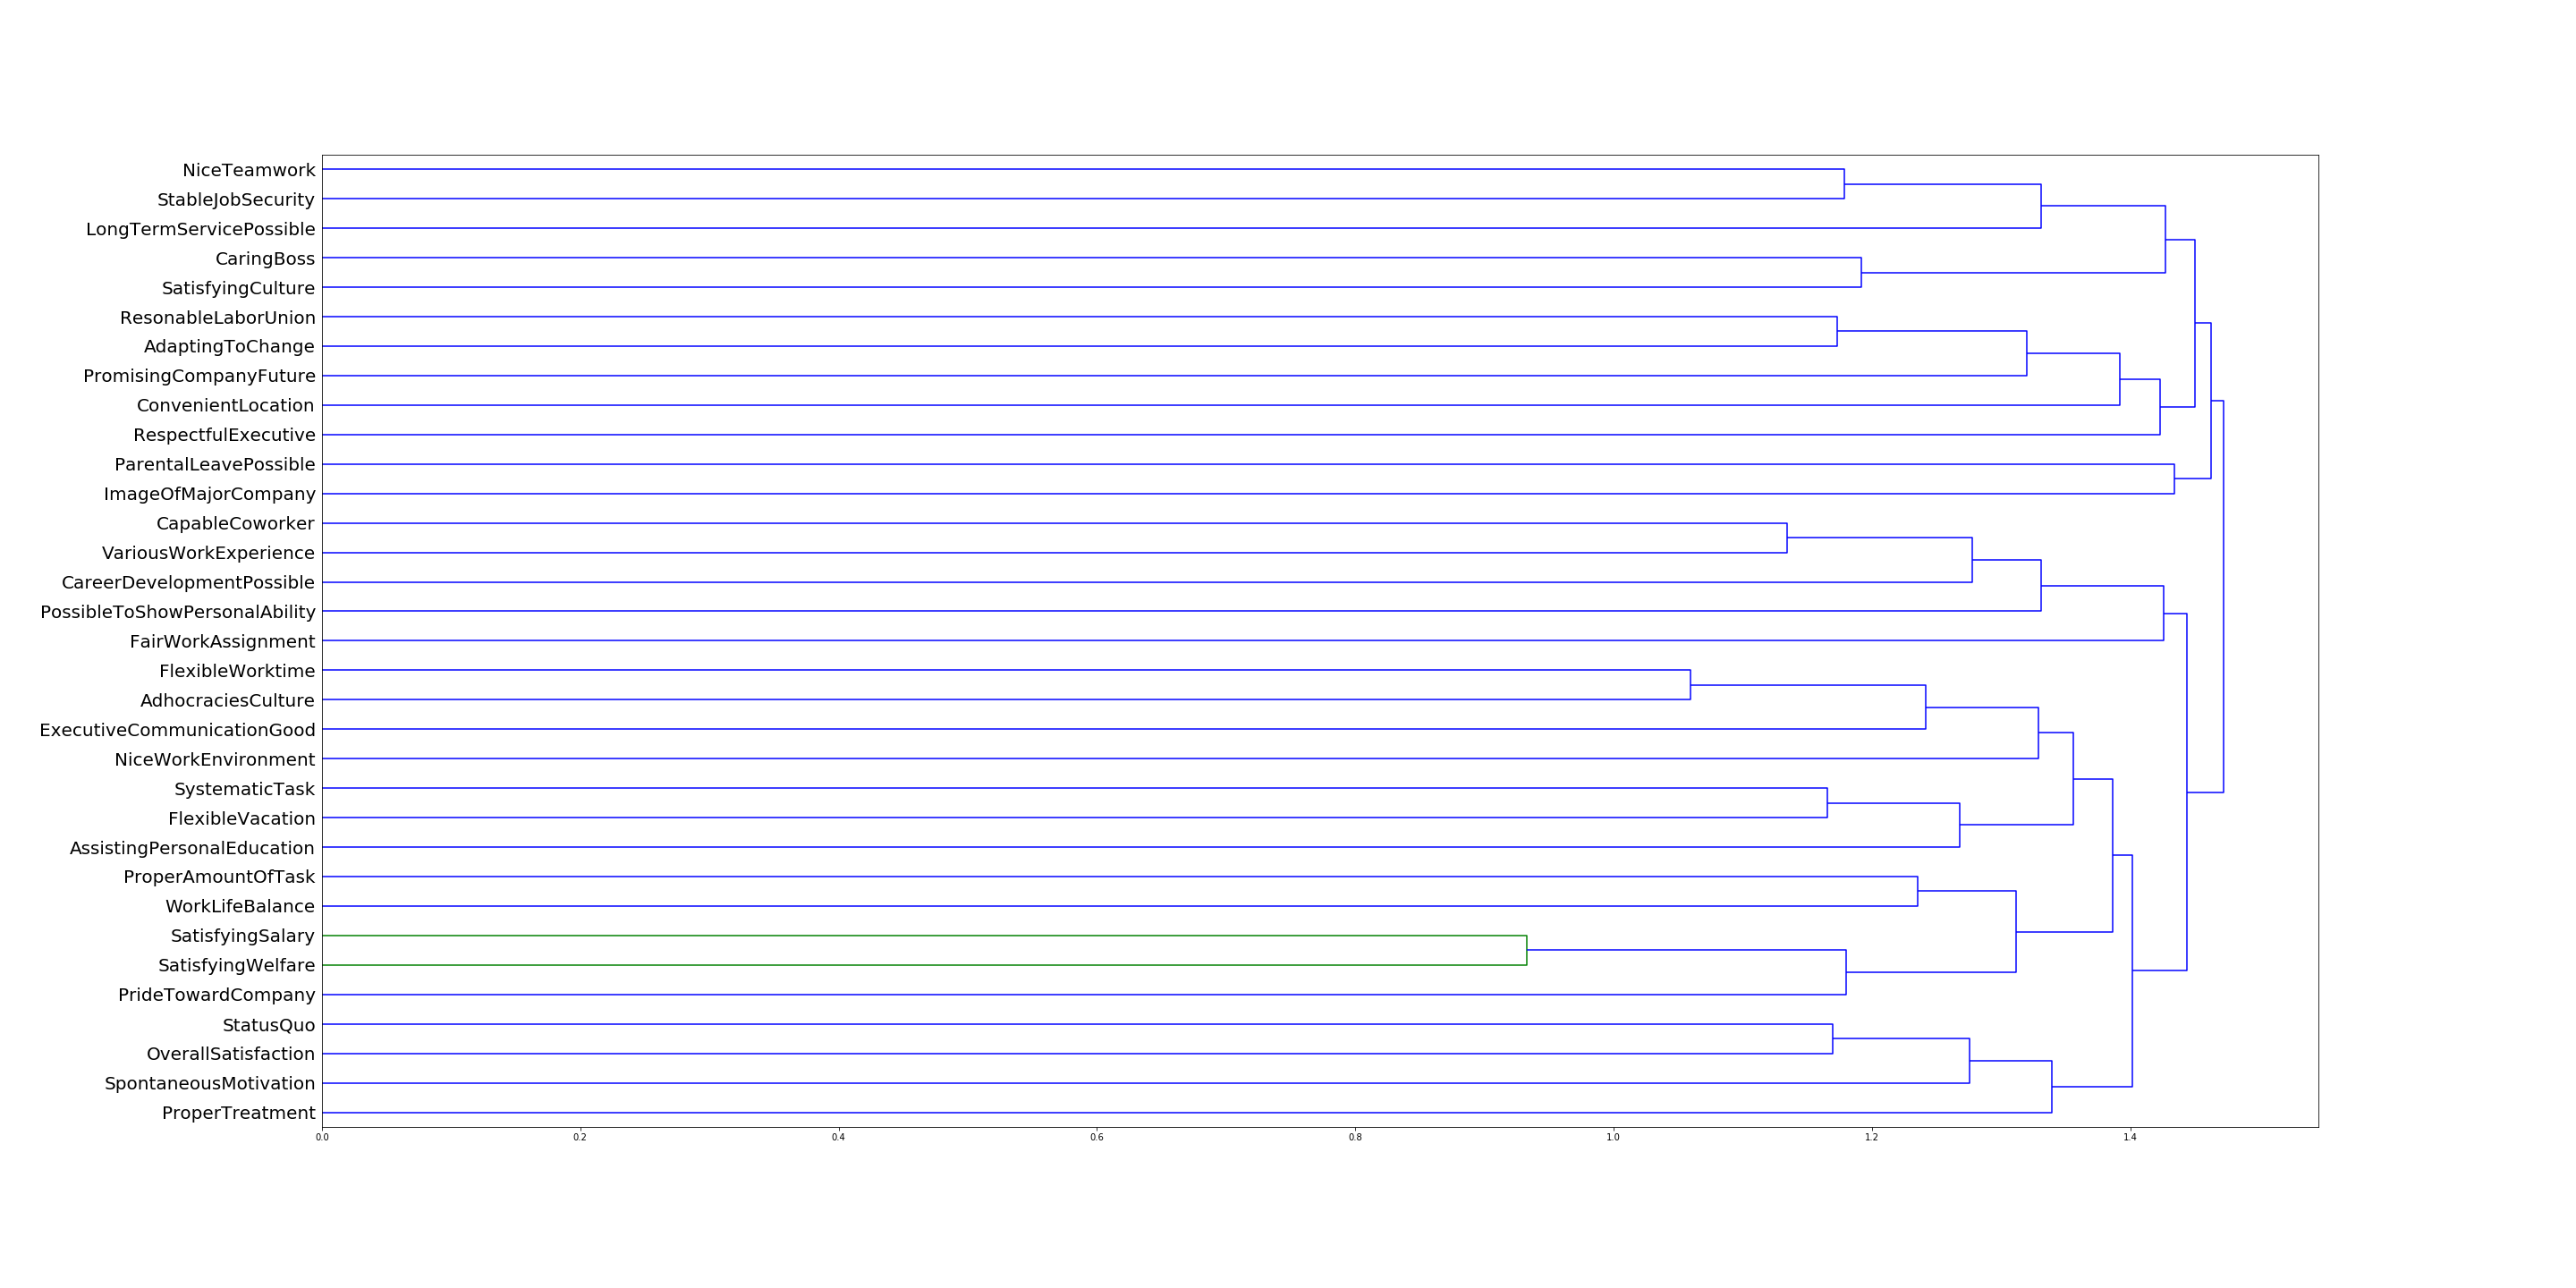 NiceTeamwork
StableJobSecurity
LongTermServicePossible
CaringBoss
SatisfyingCulture
ResonableLaborUnion
AdaptingToChange
PromisingCompanyFuture
ConvenientLocation
RespectfulExecutive
ParentalLeavePossible
ImageOfMajorCompany
CapableCoworker
VariousWorkExperience
CareerDevelopmentPossible
PossibleToShowPersonalAbility
FairWorkAssignment
FlexibleWorktime
AdhocraciesCulture
ExecutiveCommunicationGood
NiceWorkEnvironment
SystematicTask
FlexibleVacation
AssistingPersonalEducation
ProperAmountOfTask
WorkLifeBalance
SatisfyingSalary
SatisfyingWelfare
PrideTowardCompany
StatusQuo
OverallSatisfaction
SpontaneousMotivation
ProperTreatment
0.0 0.2 0.4 0.6 0.8 1.0 1.2 1.4